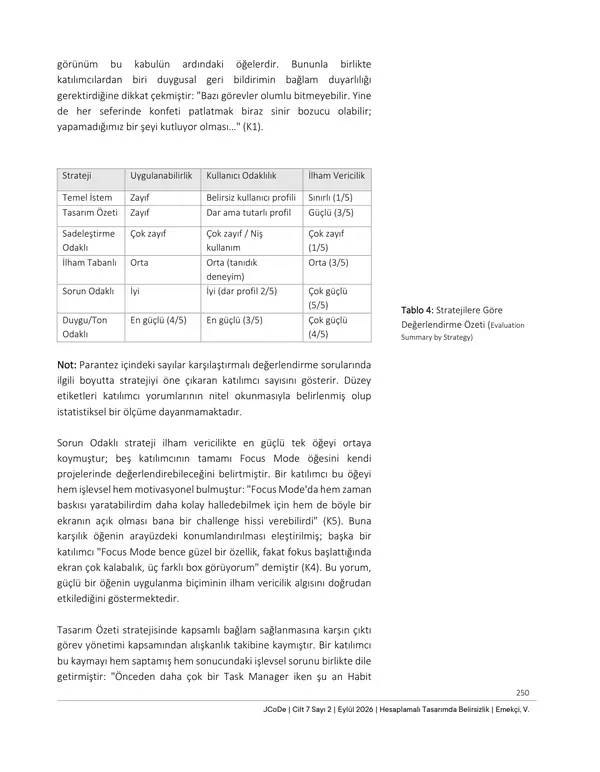 görünüm bu kabulün ardındaki öğelerdir. Bununla birlikte
katılımcılardan biri duygusal geri bildirimin bağlam duyarlılığı
gerektirdiğine dikkat çekmiştir: "Bazı görevler olumlu bitmeyebilir. Yine
de her seferinde konfeti patlatmak biraz sinir bozucu olabilir;
yapamadığımız bir şeyi kutluyor olması…" (K1).
Strateji Uygulanabilirlik Kullanıcı Odaklılık İlham Vericilik
Temel İstem Zayıf Belirsiz kullanıcı profili Sınırlı (1/5)
Tasarım Özeti Zayıf Dar ama tutarlı profil Güçlü (3/5)
Sadeleştirme Çok zayıf Çok zayıf / Niş Çok zayıf
Odaklı kullanım (1/5)
İlham Tabanlı Orta Orta (tanıdık Orta (3/5)
deneyim)
Sorun Odaklı İyi İyi (dar profil 2/5) Çok güçlü
(5/5)
Duygu/Ton En güçlü (4/5) En güçlü (3/5) Çok güçlü
Odaklı (4/5)
Tablo 4: Stratejilere Göre
Değerlendirme Özeti (Evaluation
Summary by Strategy)
Not: Parantez içindeki sayılar karşılaştırmalı değerlendirme sorularında
ilgili boyutta stratejiyi öne çıkaran katılımcı sayısını gösterir. Düzey
etiketleri katılımcı yorumlarının nitel okunmasıyla belirlenmiş olup
istatistiksel bir ölçüme dayanmamaktadır.
Sorun Odaklı strateji ilham vericilikte en güçlü tek öğeyi ortaya
koymuştur; beş katılımcının tamamı Focus Mode öğesini kendi
projelerinde değerlendirebileceğini belirtmiştir. Bir katılımcı bu öğeyi
hem işlevsel hem motivasyonel bulmuştur: "Focus Mode'da hem zaman
baskısı yaratabilirdim daha kolay halledebilmek için hem de böyle bir
ekranın açık olması bana bir challenge hissi verebilirdi" (K5). Buna
karşılık öğenin arayüzdeki konumlandırılması eleştirilmiş; başka bir
katılımcı "Focus Mode bence güzel bir özellik, fakat fokus başlattığında
ekran çok kalabalık, üç farklı box görüyorum" demiştir (K4). Bu yorum,
güçlü bir öğenin uygulanma biçiminin ilham vericilik algısını doğrudan
etkilediğini göstermektedir.
Tasarım Özeti stratejisinde kapsamlı bağlam sağlanmasına karşın çıktı
görev yönetimi kapsamından alışkanlık takibine kaymıştır. Bir katılımcı
bu kaymayı hem saptamış hem sonucundaki işlevsel sorunu birlikte dile
getirmiştir: "Önceden daha çok bir Task Manager iken şu an Habit
250
JCoDe | Cilt 7 Sayı 2 | Eylül 2026 | Hesaplamalı Tasarımda Belirsizlik | Emekçi, V.